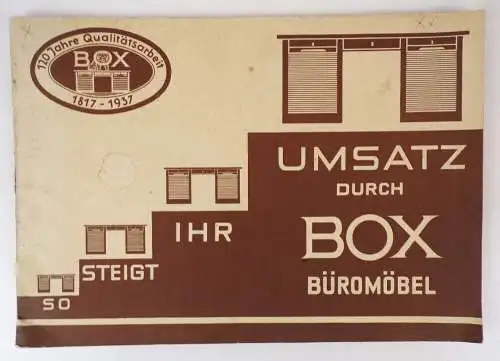 120 Jahre Qualitätsarbeit
BOX
1817-1937
SO
STEIGT
IHR
UMSATZ
DURCH
BOX
BÜROMÖBEL